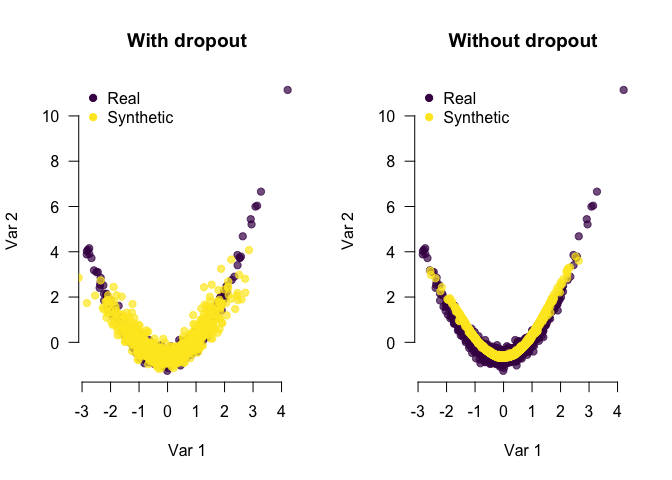 With dropout
Real
Synthetic
10
8
6
4
2
0
Var 2
-3 -2 -1 0 1 2 3 4
Var 1
Without dropout
Real
Synthetic
10
8
6
4
2
0
Var 2
-3 -2 -1 0 1 2 3 4
Var 1